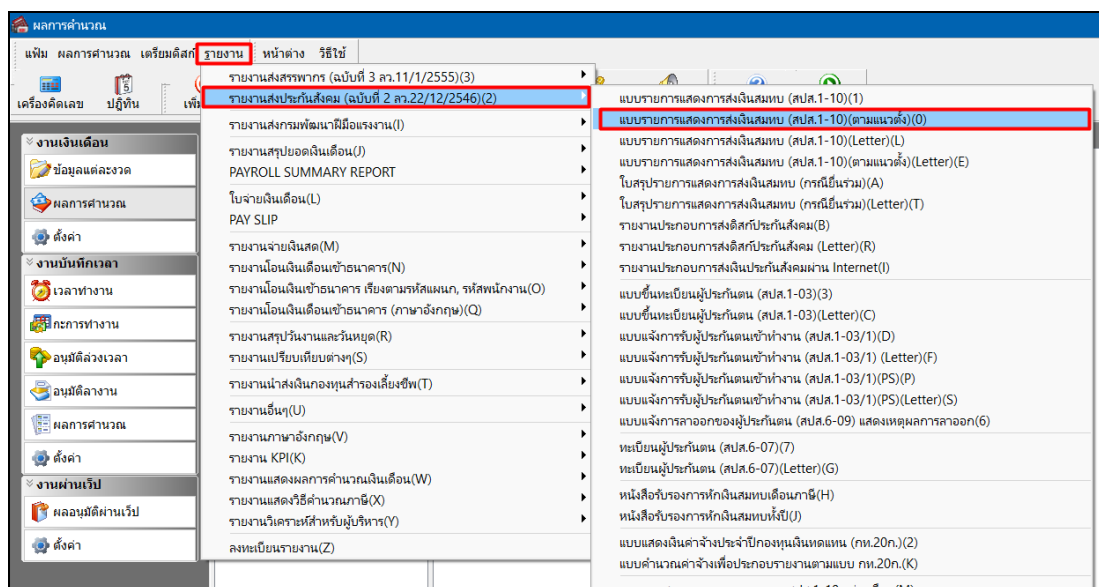 ผลการคำนวณ
แฟ้ม ผลการคำนวณ เตรียมดิสก์ รายงาน หน้าต่าง วิธีใช้
เครื่องคิดเลข ปฏิทิน
งานเงินเดือน
ข้อมูลแต่ละงวด
ผลการคำนวณ
ตั้งค่า
งานบันทึกเวลา
เวลาทำงาน
กะการทำงาน
อนุมัติล่วงเวลา
อนุมัติลางาน
ผลการคำนวณ
ตั้งค่า
งานผ่านเว็ป
ผลอนุมัติผ่านเว็ป
ตั้งค่า
รายงานส่งสรรพากร (ฉบับที่ 3 ลว.11/1/2555)(3)
รายงานส่งประกันสังคม (ฉบับที่ 2 ลว.22/12/2546)(2)
รายงานส่งกรมพัฒนาฝีมือแรงงาน(I)
รายงานสรุปยอดเงินเดือน(J)
PAYROLL SUMMARY REPORT
ใบจ่ายเงินเดือน(L)
PAY SLIP
รายงานจ่ายเงินสด(M)
รายงานโอนเงินเดือนเข้าธนาคาร(N)
รายงานโอนเงินเข้าธนาคาร เรียงตามรหัสแผนก, รหัสพนักงาน(O)
รายงานโอนเงินเดือนเข้าธนาคาร (ภาษาอังกฤษ)(Q)
รายงานสรุปวันงานและวันหยุด(R)
รายงานเปรียบเทียบต่างๆ(S)
รายงานนำส่งเงินกองทุนสำรองเลี้ยงชีพ(T)
รายงานอื่นๆ(U)
รายงานภาษาอังกฤษ(V)
รายงาน KPI(K)
รายงานแสดงผลการคำนวณเงินเดือน(W)
รายงานแสดงวิธีคำนวณภาษี(X)
รายงานวิเคราะห์สำหรับผู้บริหาร(Y)
ลงทะเบียนรายงาน(Z)
แบบรายการแสดงการส่งเงินสมทบ (สปส.1-10)(1)
แบบรายการแสดงการส่งเงินสมทบ (สปส.1-10)(ตามแนวตั้ง)(0)
แบบรายการแสดงการส่งเงินสมทบ (สปส.1-10)(Letter)(L)
แบบรายการแสดงการส่งเงินสมทบ (สปส.1-10)(ตามแนวตั้ง)(Letter)(E)
ใบสรุปรายการแสดงการส่งเงินสมทบ (กรณียื่นร่วม)(A)
ใบสรุปรายการแสดงการส่งเงินสมทบ (กรณียื่นร่วม)(Letter)(T)
รายงานประกอบการส่งดิสก์ประกันสังคม(B)
รายงานประกอบการส่งดิสก์ประกันสังคม (Letter)(R)
รายงานประกอบการส่งเงินประกันสังคมผ่าน Internet(I)
แบบขึ้นทะเบียนผู้ประกันตน (สปส.1-03)(3)
แบบขึ้นทะเบียนผู้ประกันตน (สปส.1-03)(Letter)(C)
แบบแจ้งการรับผู้ประกันตนเข้าทำงาน (สปส.1-03/1)(D)
แบบแจ้งการรับผู้ประกันตนเข้าทำงาน (สปส.1-03/1) (Letter)(F)
แบบแจ้งการรับผู้ประกันตนเข้าทำงาน (สปส.1-03/1)(PS)(P)
แบบแจ้งการรับผู้ประกันตนเข้าทำงาน (สปส.1-03/1)(PS)(Letter)(S)
แบบแจ้งการลาออกของผู้ประกันตน (สปส.6-09) แสดงเหตุผลการลาออก(6)
ทะเบียนผู้ประกันตน (สปส.6-07)(7)
ทะเบียนผู้ประกันตน (สปส.6-07)(Letter)(G)
หนังสือรับรองการหักเงินสมทบเดือนภาษี(H)
หนังสือรับรองการหักเงินสมทบทั้งปี(J)
แบบแสดงเงินค่าจ้างประจำปีกองทุนเงินทดแทน (กท.20ก.)(2)
แบบคำนวณค่าจ้างเพื่อประกอบรายงานตามแบบ กท.20ก.(K)